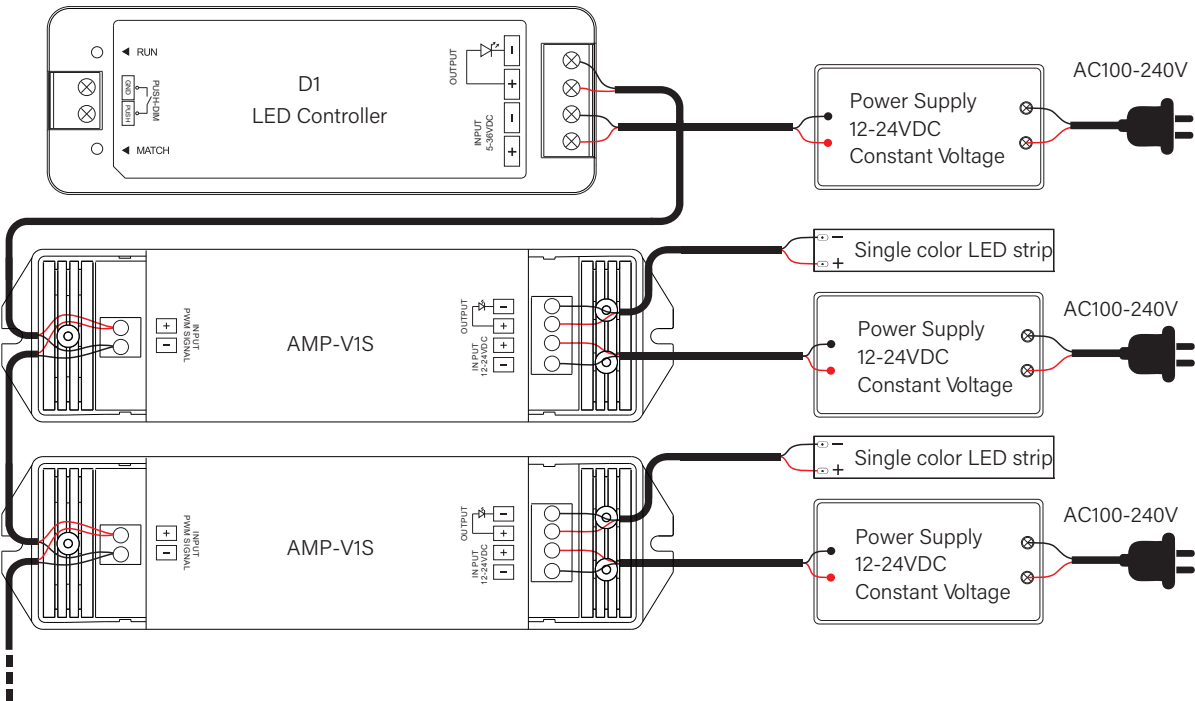 RUN
GND
PUSH
PUSH-DIM
MATCH
D1
LED Controller
OUTPUT
-
+
INPUT
5-36VDC
-
+
Power Supply
12-24VDC
Constant Voltage
AC100-240V
INPUT
PWM SIGNAL
+
-
AMP-V1S
OUTPUT
-
+
INPUT
12-24VDC
+
-
- 
+
Single color LED strip
Power Supply
12-24VDC
Constant Voltage
AC100-240V
INPUT
PWM SIGNAL
+
-
AMP-V1S
OUTPUT
-
+
INPUT
12-24VDC
+
-
-
+
Single color LED strip
Power Supply
12-24VDC
Constant Voltage
AC100-240V